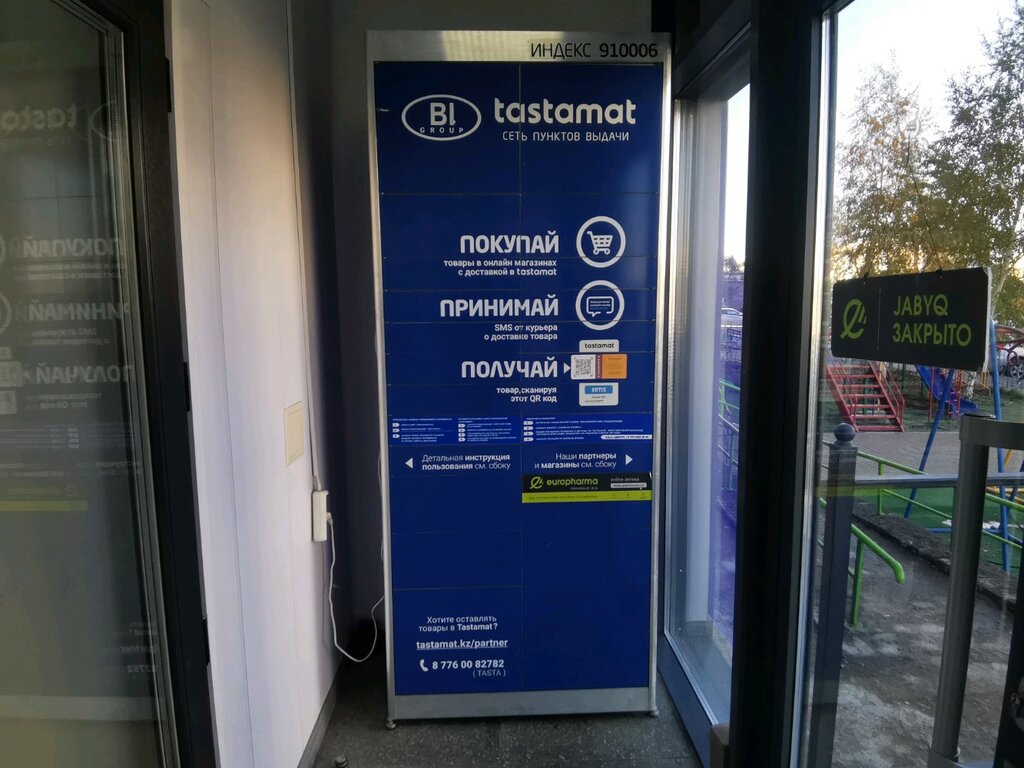 ИНДЕКС 910006
BI
GROUP
tastamat
СЕТЬ ПУНКТОВ ВЫДАЧИ
ПОКУПАЙ
товары в онлайн магазинах
с доставкой в tastamat
ПРИНИМАЙ
SMS от курьера
о доставке товара
tastamat
ПОЛУЧАЙ
товар,сканируя
этот QR код
ERTIS
Детальная инструкция
пользования см. сбоку
Наши партнеры
и магазины см. сбоку
europharma
online аптека
Хотите оставлять
товары в Tastamat?
tastamat.kz/partner
8 776 00 82782
( TASTA )
JABYQ
ЗАКРЫТО